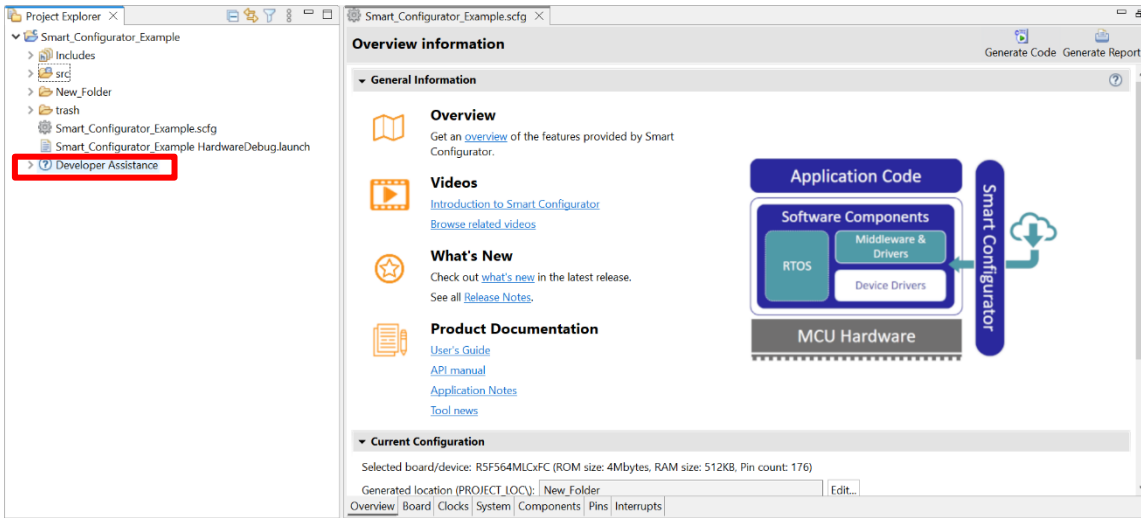 Project Explorer
Smart_Configurator_Example
Includes
src
New_Folder
trash
Smart_Configurator_Example.scfg
Smart_Configurator_Example HardwareDebug.launch
Developer Assistance
Smart_Configurator_Example.scfg
Overview information
Generate Code Generate Report
General Information
Overview
Get an overview of the features provided by Smart
Configurator.
Videos
Introduction to Smart Configurator
Browse related videos
What's New
Check out what's new in the latest release.
See all Release Notes.
Product Documentation
User's Guide
API manual
Application Notes
Tool news
Application Code
Software Components
RTOS
Middleware &
Drivers
Device Drivers
MCU Hardware
Smart Configurator
Current Configuration
Selected board/device: R5F564MLCxFC (ROM size: 4Mbytes, RAM size: 512KB, Pin count: 176)
Generated location (PROJECT_LOC\): New_Folder Edit...
Overview Board Clocks System Components Pins Interrupts